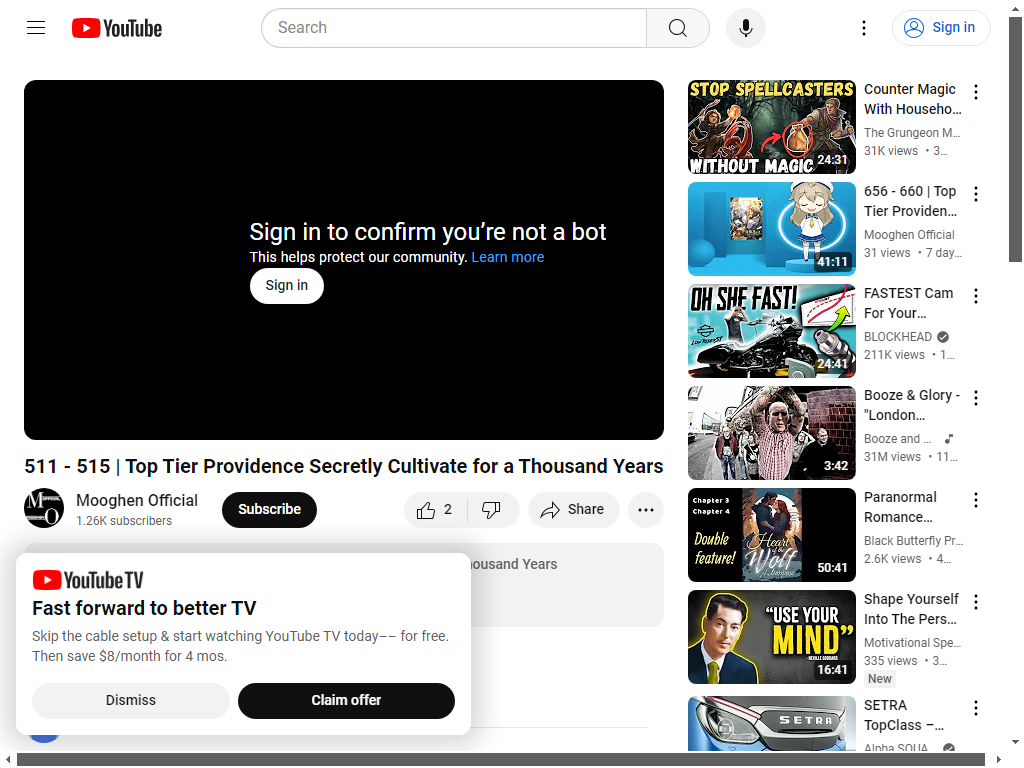 YouTube
Search
Sign in
Sign in to confirm you're not a bot
This helps protect our community. Learn more
Sign in
511 - 515 | Top Tier Providence Secretly Cultivate for a Thousand Years
Mooghen Official
1.26K subscribers
Subscribe
2
Share
ousand Years
YouTube TV
Fast forward to better TV
Skip the cable setup & start watching YouTube TV today–– for free.
Then save $8/month for 4 mos.
Dismiss
Claim offer
STOP SPELLCASTERS
WITHOUT MAGIC
24:31
Counter Magic
With Househo...
The Grungeon M...
31K views • 3...
41:11
656 - 660 | Top
Tier Providen...
Mooghen Official
31 views • 7 day...
OH SHE FAST!
24:41
FASTEST Cam
For Your...
BLOCKHEAD
211K views • 1...
3:42
Booze & Glory -
"London...
Booze and ...
31M views • 11...
Chapter 3
Chapter 4
Double
feature!
Heart
of the
Wolf
50:41
Paranormal
Romance...
Black Butterfly Pr...
2.6K views • 4...
"USE YOUR
MIND"
- NEVILLE GODDARD
16:41
Shape Yourself
Into The Pers...
Motivational Spe...
335 views • 3...
New
SETRA
SETRA
TopClass –...
Alpha SQUA...